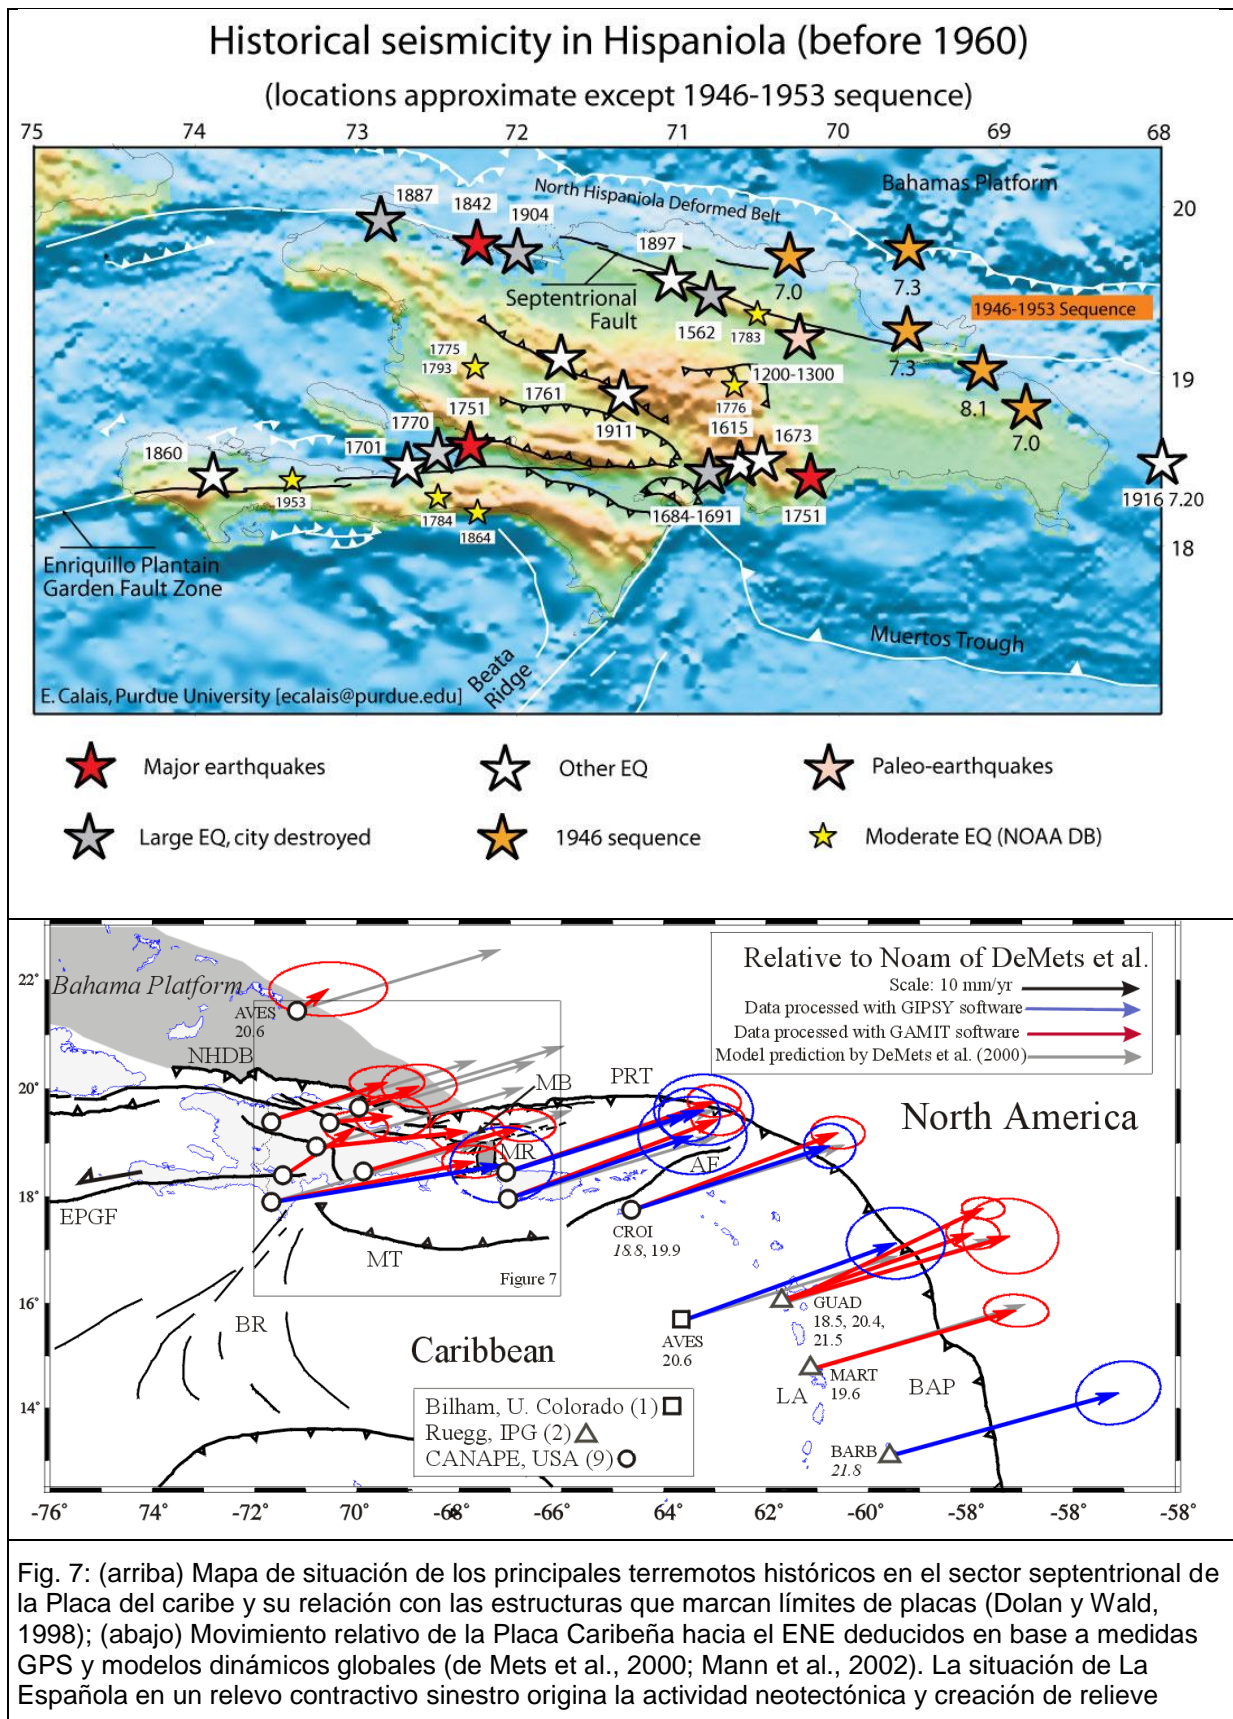 Historical seismicity in Hispaniola (before 1960)
(locations approximate except 1946-1953 sequence)
75 74 73 72 71 70 69 68
North Hispaniola Deformed Belt
Bahamas Platform
20
1887
1842
1904
1897
7.0
7.3
Septentrional
Fault
1946-1953 Sequence
1562
1783
7.3
1775
1793
1200-1300
19
1761
1776
8.1
1770
1751
1911
1615
1673
7.0
1860
1701
1953
1784
1864
1684-1691
1751
1916 7.20
18
Enriquillo Plantain
Garden Fault Zone
Muertos Trough
Beata
Ridge
E. Calais, Purdue University [ecalais@purdue.edu]
Major earthquakes
Other EQ
Paleo-earthquakes
Large EQ, city destroyed
1946 sequence
Moderate EQ (NOAA DB)
Relative to Noam of DeMets et al.
Scale: 10 mm/yr
Data processed with GIPSY software
Data processed with GAMIT software
Model prediction by DeMets et al. (2000)
22°
Bahama Platform
AVES
20.6
NHDB
20°
MB
PRT
North America
MR
AF
18°
EPGF
CROI
18.8, 19.9
MT
Figure 7
16°
BR
GUAD
18.5, 20.4,
21.5
AVES
20.6
Caribbean
MART
19.6
LA
BAP
14°
Bilham, U. Colorado (1)
Ruegg, IPG (2)
CANAPE, USA (9)
BARB
21.8
-76° 74° -72° 70° -68° -66° 64° 62° -60° -58° -58°
Fig. 7: (arriba) Mapa de situación de los principales terremotos históricos en el sector septentrional de
la Placa del caribe y su relación con las estructuras que marcan límites de placas (Dolan y Wald,
1998); (abajo) Movimiento relativo de la Placa Caribeña hacia el ENE deducidos en base a medidas
GPS y modelos dinámicos globales (de Mets et al., 2000; Mann et al., 2002). La situación de La
Española en un relevo contractivo sinestro origina la actividad neotectónica y creación de relieve